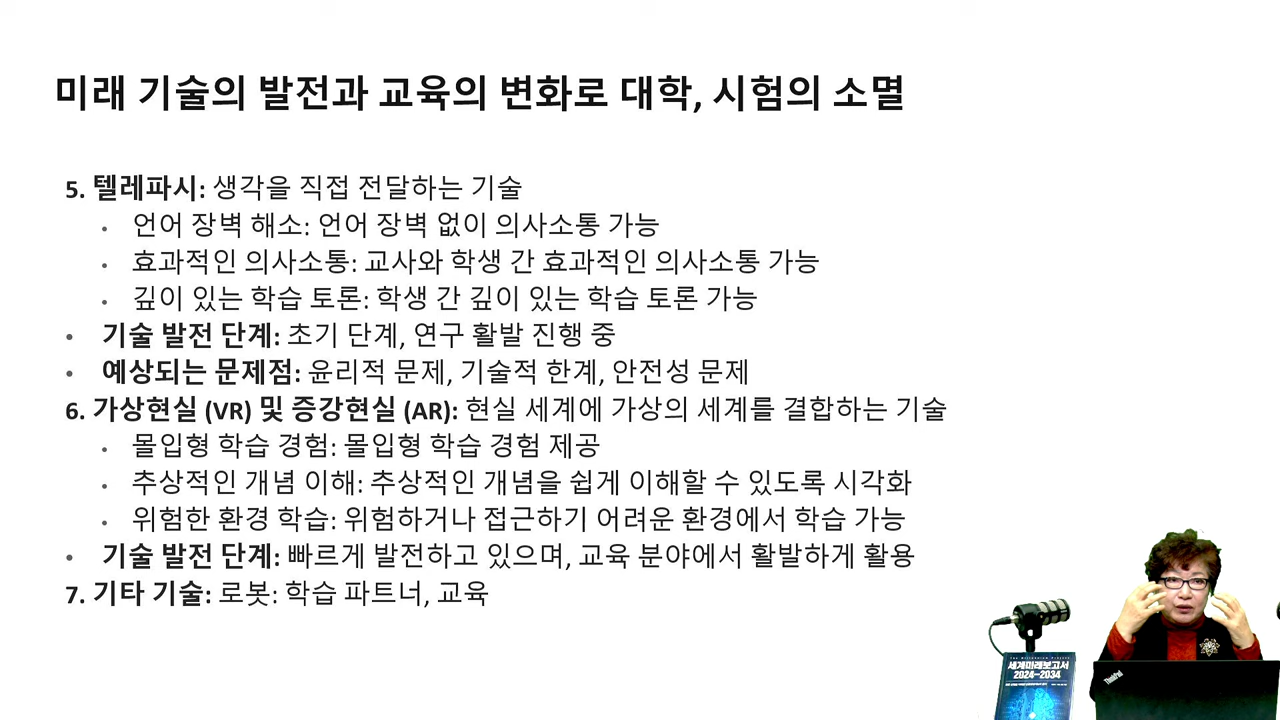 미래 기술의 발전과 교육의 변화로 대학, 시험의 소멸
5. 텔레파시: 생각을 직접 전달하는 기술
• 언어 장벽 해소: 언어 장벽 없이 의사소통 가능
• 효과적인 의사소통: 교사와 학생 간 효과적인 의사소통 가능
• 깊이 있는 학습 토론: 학생 간 깊이 있는 학습 토론 가능
• 기술 발전 단계: 초기 단계, 연구 활발 진행 중
• 예상되는 문제점: 윤리적 문제, 기술적 한계, 안전성 문제
6. 가상현실 (VR) 및 증강현실 (AR): 현실 세계에 가상의 세계를 결합하는 기술
• 몰입형 학습 경험: 몰입형 학습 경험 제공
• 추상적인 개념 이해: 추상적인 개념을 쉽게 이해할 수 있도록 시각화
• 위험한 환경 학습: 위험하거나 접근하기 어려운 환경에서 학습 가능
• 기술 발전 단계: 빠르게 발전하고 있으며, 교육 분야에서 활발하게 활용
7. 기타 기술: 로봇: 학습 파트너, 교육
세계미래보고서
2024-2034
ThinkPad